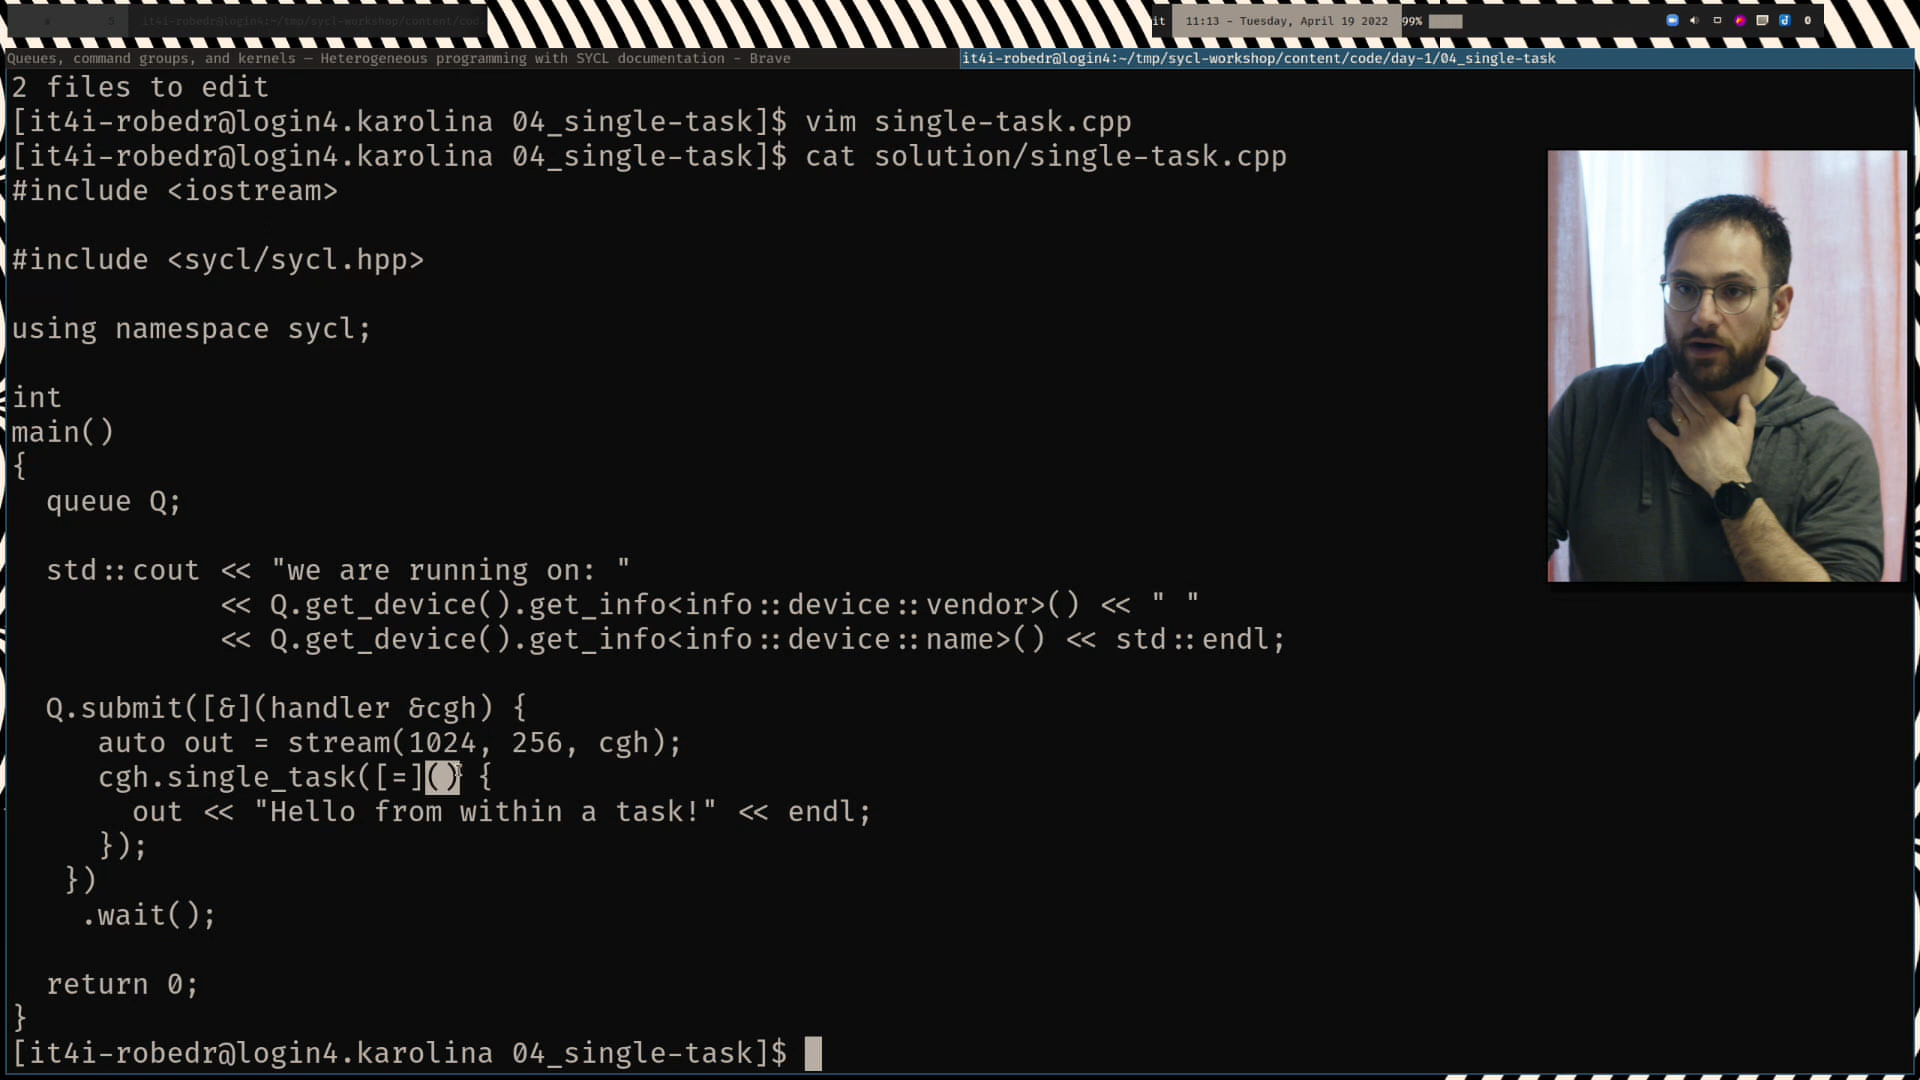 it 11:13 - Tuesday, April 19 2022 99%
Queues, command groups, and kernels — Heterogeneous programming with SYCL documentation - Brave
it4i-robedr@login4:~/tmp/sycl-workshop/content/code/day-1/04_single-task
2 files to edit
[it4i-robedr@login4.karolina 04_single-task]$ vim single-task.cpp
[it4i-robedr@login4.karolina 04_single-task]$ cat solution/single-task.cpp
#include <iostream>
#include <sycl/sycl.hpp>
using namespace sycl;
int
main()
{
queue Q;
std::cout << "we are running on: "
<< Q.get_device().get_info<info::device::vendor>() << " "
<< Q.get_device().get_info<info::device::name>() << std::endl;
Q.submit([&](handler &cgh) {
auto out = stream(1024, 256, cgh);
cgh.single_task([=]() {
out << "Hello from within a task!" << endl;
});
})
.wait();
return 0;
}
[it4i-robedr@login4.karolina 04_single-task]$